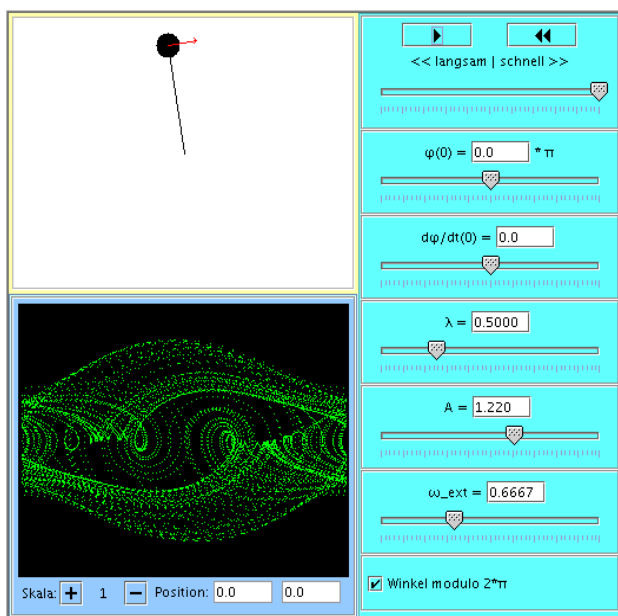 << langsam | schnell >>
φ(0) = 0.0 * π
dφ/dt(0) = 0.0
λ = 0.5000
A = 1.220
ω_ext = 0.6667
Winkel modulo 2*π
Skala: + 1 − Position: 0.0 0.0